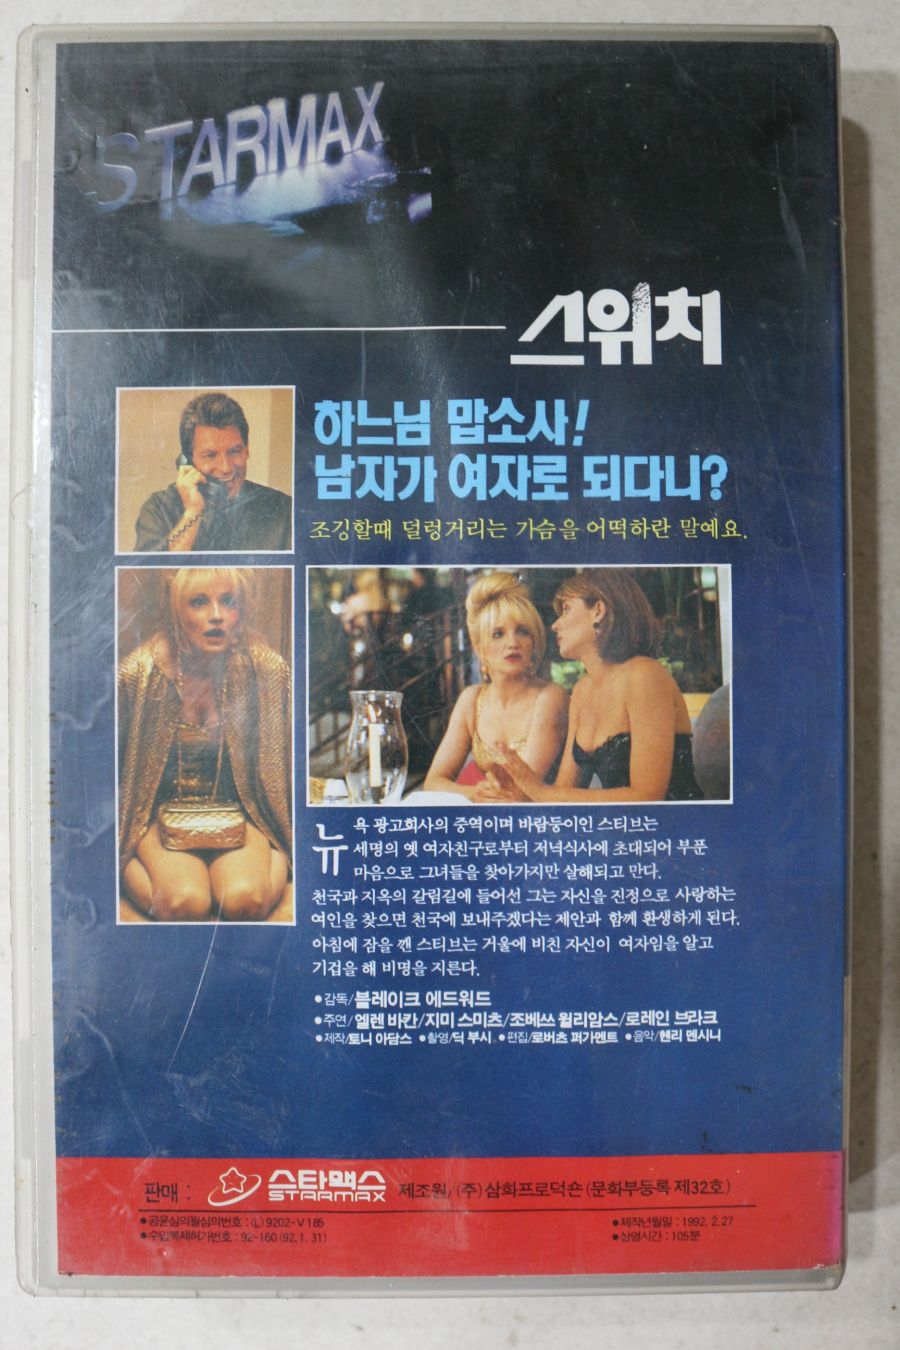 STARMAX
스위치
하느님 맙소사!
남자가 여자로 되다니?
조깅할때 덜렁거리는 가슴을 어떡하란 말예요.
뉴욕 광고회사의 중역이며 바람둥이인 스티브는
세명의 옛 여자친구로부터 저녁식사에 초대되어 부푼
마음으로 그녀들을 찾아가지만 살해되고 만다.
천국과 지옥의 갈림길에 들어선 그는 자신을 진정으로 사랑하는
여인을 찾으면 천국에 보내주겠다는 제안과 함께 환생하게 된다.
아침에 잠을 깬 스티브는 거울에 비친 자신이 여자임을 알고
기겁을 해 비명을 지른다.
•감독/블레이크 에드워드
•주연/엘렌 바칸/지미 스미츠/조베쓰 윌리암스/로레인 브라크
•제작/토니 아담스 •촬영/딕 부시 •편집/로버츠 퍼가멘트 •음악/헨리 멘시니
판매 : 스타맥스 STARMAX 제조원/(주)삼화프로덕숀(문화부등록 제32호)
•공윤심의필심의번호 : (L) 9202-V185
•수입복제허가번호 : 92-160 (92. 1. 31)
•제작년월일 : 1992. 2. 27
•상영시간 : 105분